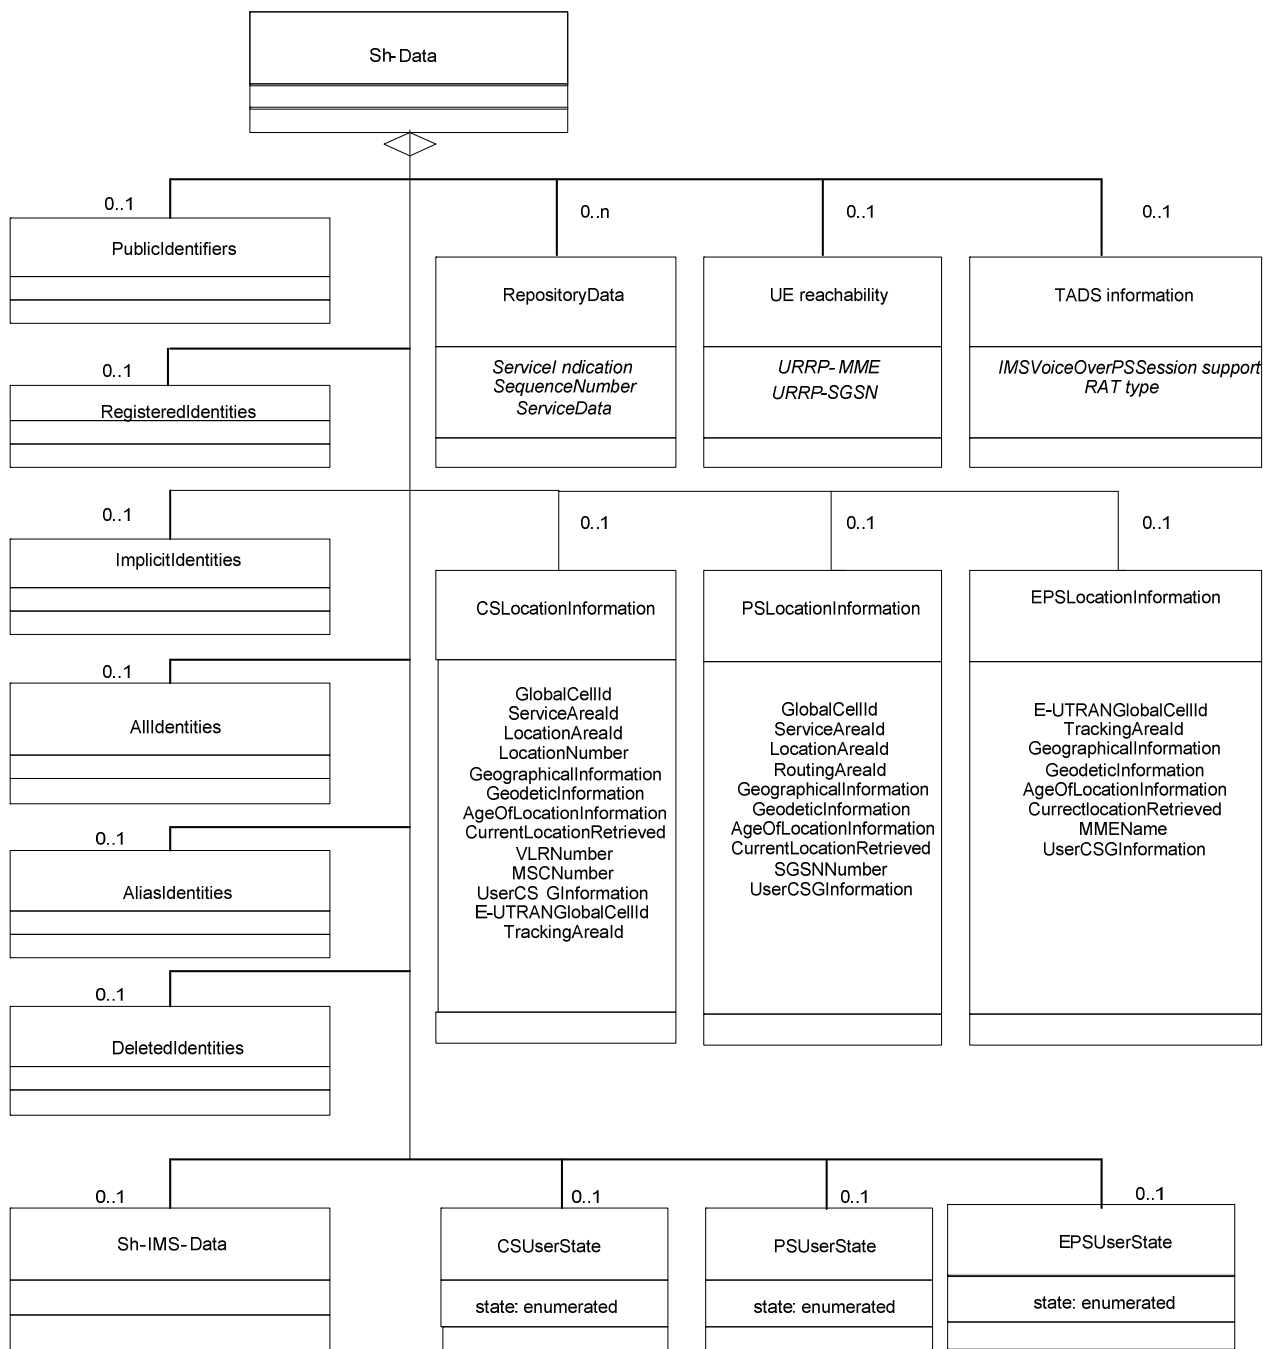 Sh-Data
0..1
PublicIdentifiers
0..n
RepositoryData
ServiceI ndication
SequenceNumber
ServiceData
0..1
UE reachability
URRP-MME
URRP-SGSN
0..1
TADS information
IMSVoiceOverPSSession support
RAT type
0..1
RegisteredIdentities
0..1
ImplicitIdentities
0..1
CSLocationInformation
GlobalCellId
ServiceAreaId
LocationAreaId
LocationNumber
GeographicalInformation
GeodeticInformation
AgeOfLocationInformation
CurrentLocationRetrieved
VLRNumber
MSCNumber
UserCS GInformation
E-UTRANGlobalCellId
TrackingAreaId
0..1
PSLocationInformation
GlobalCellId
ServiceAreaId
LocationAreaId
RoutingAreaId
GeographicalInformation
GeodeticInformation
AgeOfLocationInformation
CurrentLocationRetrieved
SGSNNumber
UserCSGInformation
0..1
EPSLocationInformation
E-UTRANGlobalCellId
TrackingAreaId
GeographicalInformation
GeodeticInformation
AgeOfLocationInformation
CurrectlocationRetrieved
MMEName
UserCSGInformation
0..1
AllIdentities
0..1
AliasIdentities
0..1
DeletedIdentities
0..1
Sh-IMS-Data
0..1
CSUserState
state: enumerated
0..1
PSUserState
state: enumerated
0..1
EPSUserState
state: enumerated